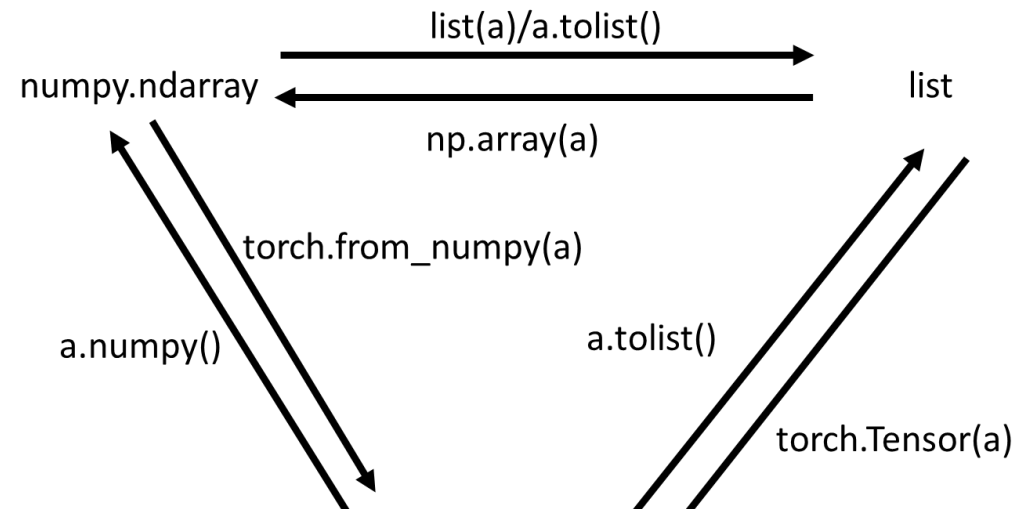 list(a)/a.tolist()
numpy.ndarray
list
np.array(a)
torch.from_numpy(a)
a.numpy()
a.tolist()
torch.Tensor(a)